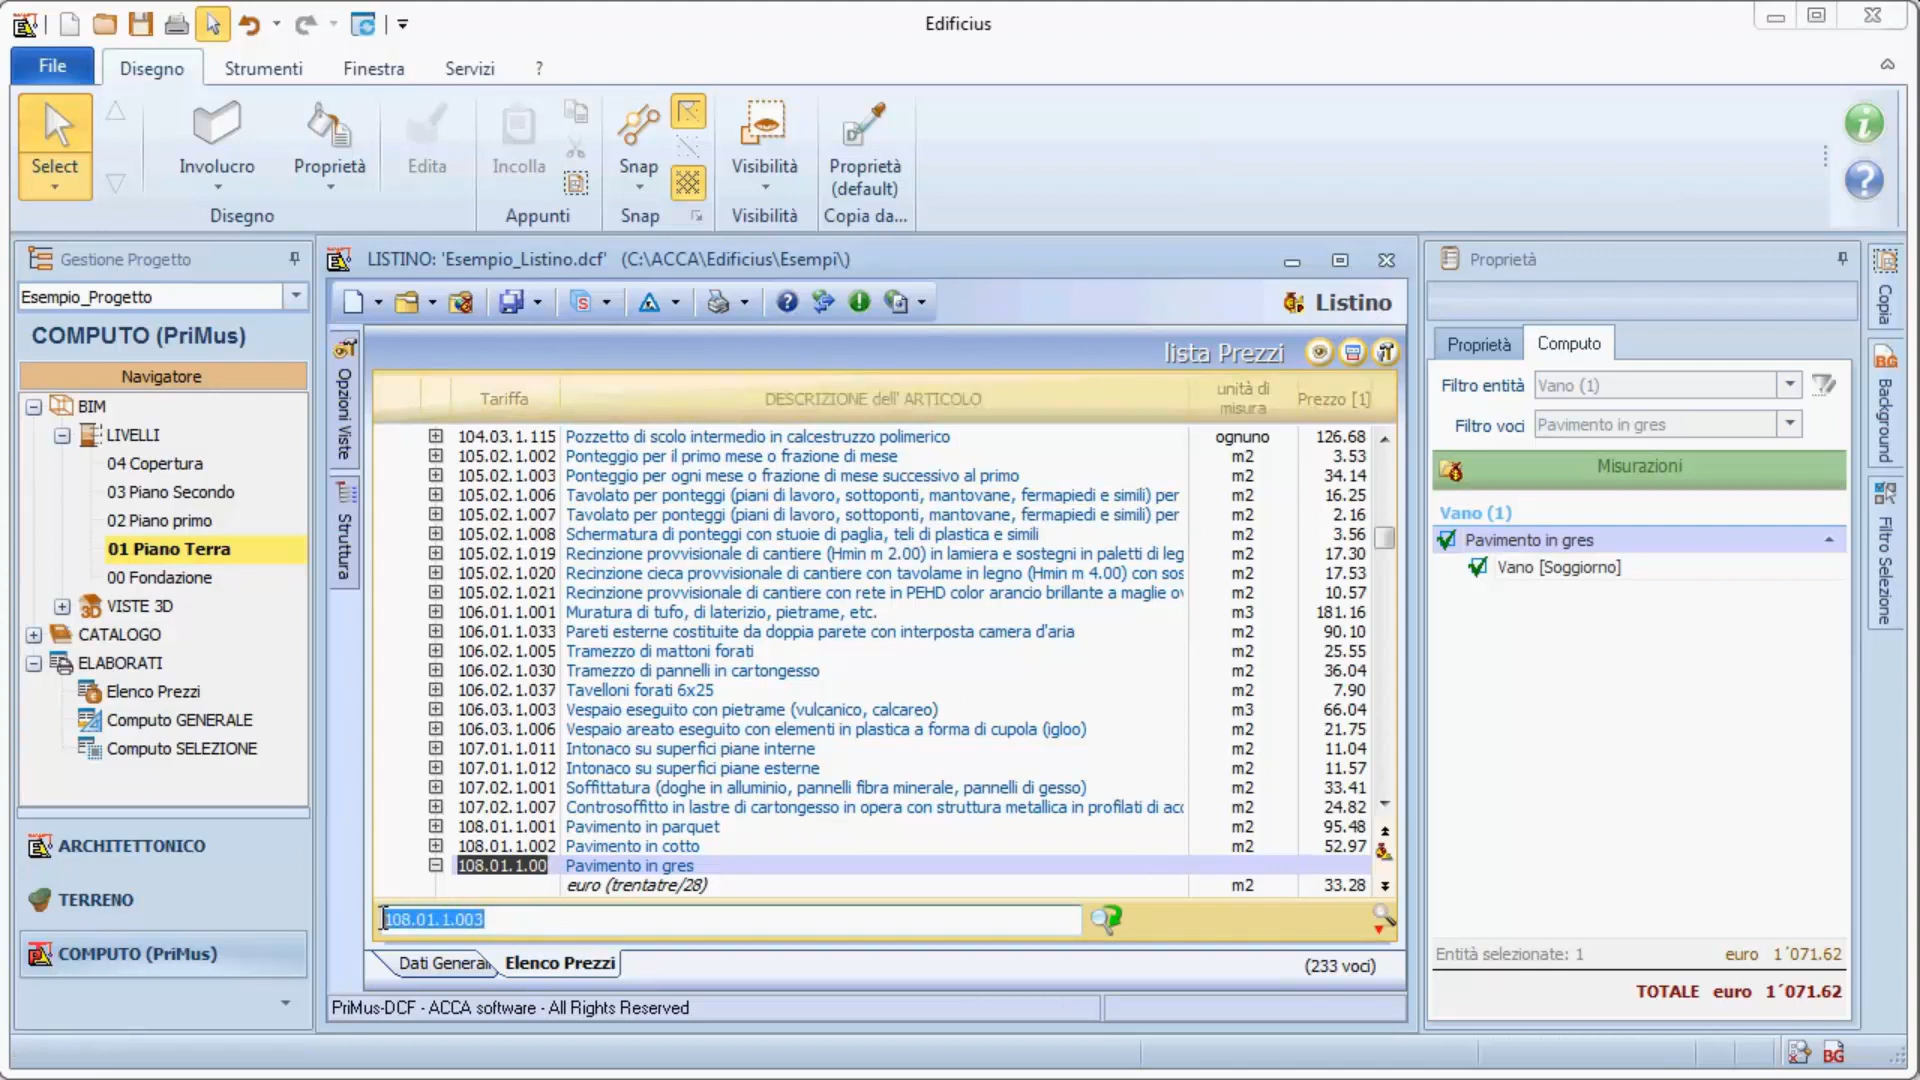 Edificius
File
Disegno
Strumenti
Finestra
Servizi
?
Select
Involucro
Proprietà
Edita
Incolla
Snap
Visibilità
Proprietà
(default)
Disegno
Appunti
Snap
Visibilità
Copia da...
Gestione Progetto
Esempio_Progetto
COMPUTO (PriMus)
Navigatore
BIM
LIVELLI
04 Copertura
03 Piano Secondo
02 Piano primo
01 Piano Terra
00 Fondazione
VISTE 3D
CATALOGO
ELABORATI
Elenco Prezzi
Computo GENERALE
Computo SELEZIONE
ARCHITETTONICO
TERRENO
COMPUTO (PriMus)
LISTINO: 'Esempio_Listino.dcf' (C:\ACCA\Edificius\Esempi\)
Listino
Opzioni Viste
Struttura
lista Prezzi
Tariffa DESCRIZIONE dell' ARTICOLO unità di misura Prezzo [1]
104.03.1.115 Pozzetto di scolo intermedio in calcestruzzo polimerico ognuno 126.68
105.02.1.002 Ponteggio per il primo mese o frazione di mese m2 3.53
105.02.1.003 Ponteggio per ogni mese o frazione di mese successivo al primo m2 34.14
105.02.1.006 Tavolato per ponteggi (piani di lavoro, sottoponti, mantovane, fermapiedi e simili) per m2 16.25
105.02.1.007 Tavolato per ponteggi (piani di lavoro, sottoponti, mantovane, fermapiedi e simili) per m2 2.16
105.02.1.008 Schermatura di ponteggi con stuoie di paglia, teli di plastica e simili m2 3.56
105.02.1.019 Recinzione provvisionale di cantiere (Hmin m 2.00) in lamiera e sostegni in paletti di leg m2 17.30
105.02.1.020 Recinzione cieca provvisionale di cantiere con tavolame in legno (Hmin m 4.00) con sos m2 17.53
105.02.1.021 Recinzione provvisionale di cantiere con rete in PEHD color arancio brillante a maglie ov m2 10.57
106.01.1.001 Muratura di tufo, di laterizio, pietrame, etc. m3 181.16
106.01.1.033 Pareti esterne costituite da doppia parete con interposta camera d'aria m2 90.10
106.02.1.005 Tramezzo di mattoni forati m2 25.55
106.02.1.030 Tramezzo di pannelli in cartongesso m2 36.04
106.02.1.037 Tavelloni forati 6x25 m2 7.90
106.03.1.003 Vespaio eseguito con pietrame (vulcanico, calcareo) m3 66.04
106.03.1.006 Vespaio areato eseguito con elementi in plastica a forma di cupola (igloo) m2 21.75
107.01.1.011 Intonaco su superfici piane interne m2 11.04
107.01.1.012 Intonaco su superfici piane esterne m2 11.57
107.02.1.001 Soffittatura (doghe in alluminio, pannelli fibra minerale, pannelli di gesso) m2 33.41
107.02.1.007 Controsoffitto in lastre di cartongesso in opera con struttura metallica in profilati di acc m2 24.82
108.01.1.001 Pavimento in parquet m2 95.48
108.01.1.002 Pavimento in cotto m2 52.97
108.01.1.00 Pavimento in gres
euro (trentatre/28) m2 33.28
108.01.1.003
Dati General
Elenco Prezzi
(233 voci)
PriMus-DCF - ACCA software - All Rights Reserved
Proprietà
Proprietà
Computo
Filtro entità Vano (1)
Filtro voci Pavimento in gres
Misurazioni
Vano (1)
Pavimento in gres
Vano [Soggiorno]
Entità selezionate: 1 euro 1´071.62
TOTALE euro 1´071.62
Copia
BG
Background
Filtro Selezione
BG